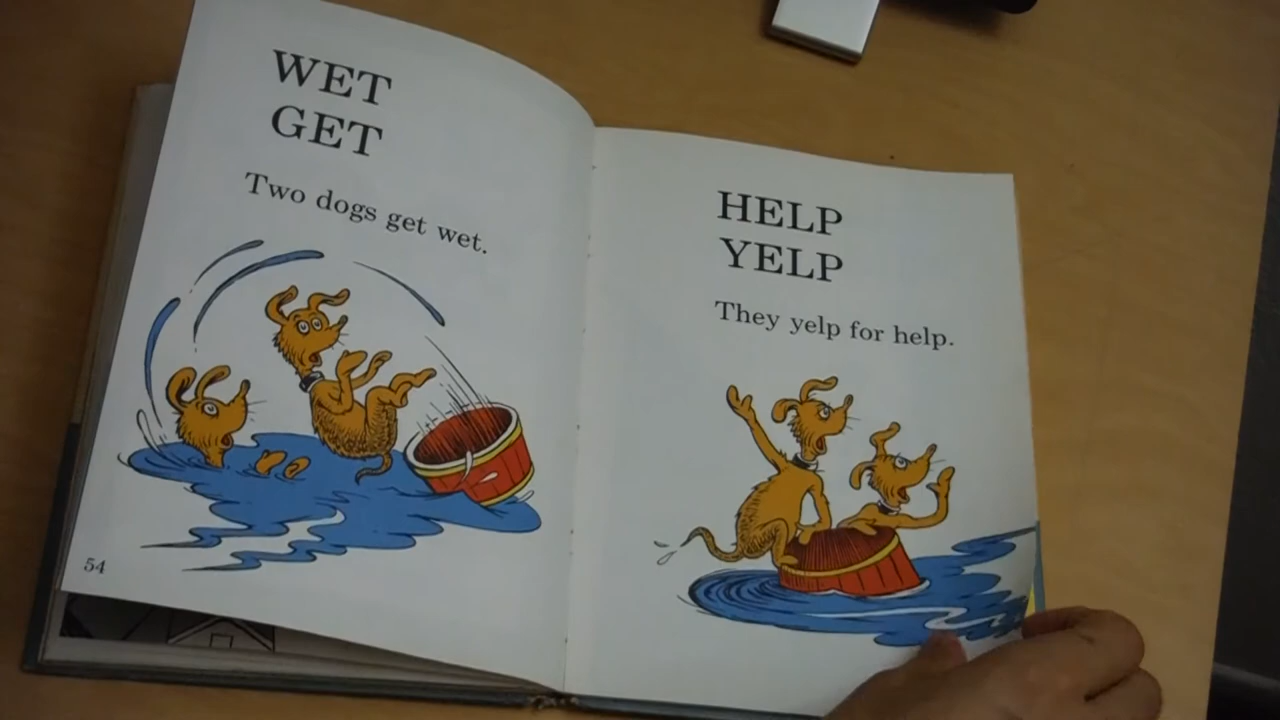 WET
GET
Two dogs get wet.
54
HELP
YELP
They yelp for help.